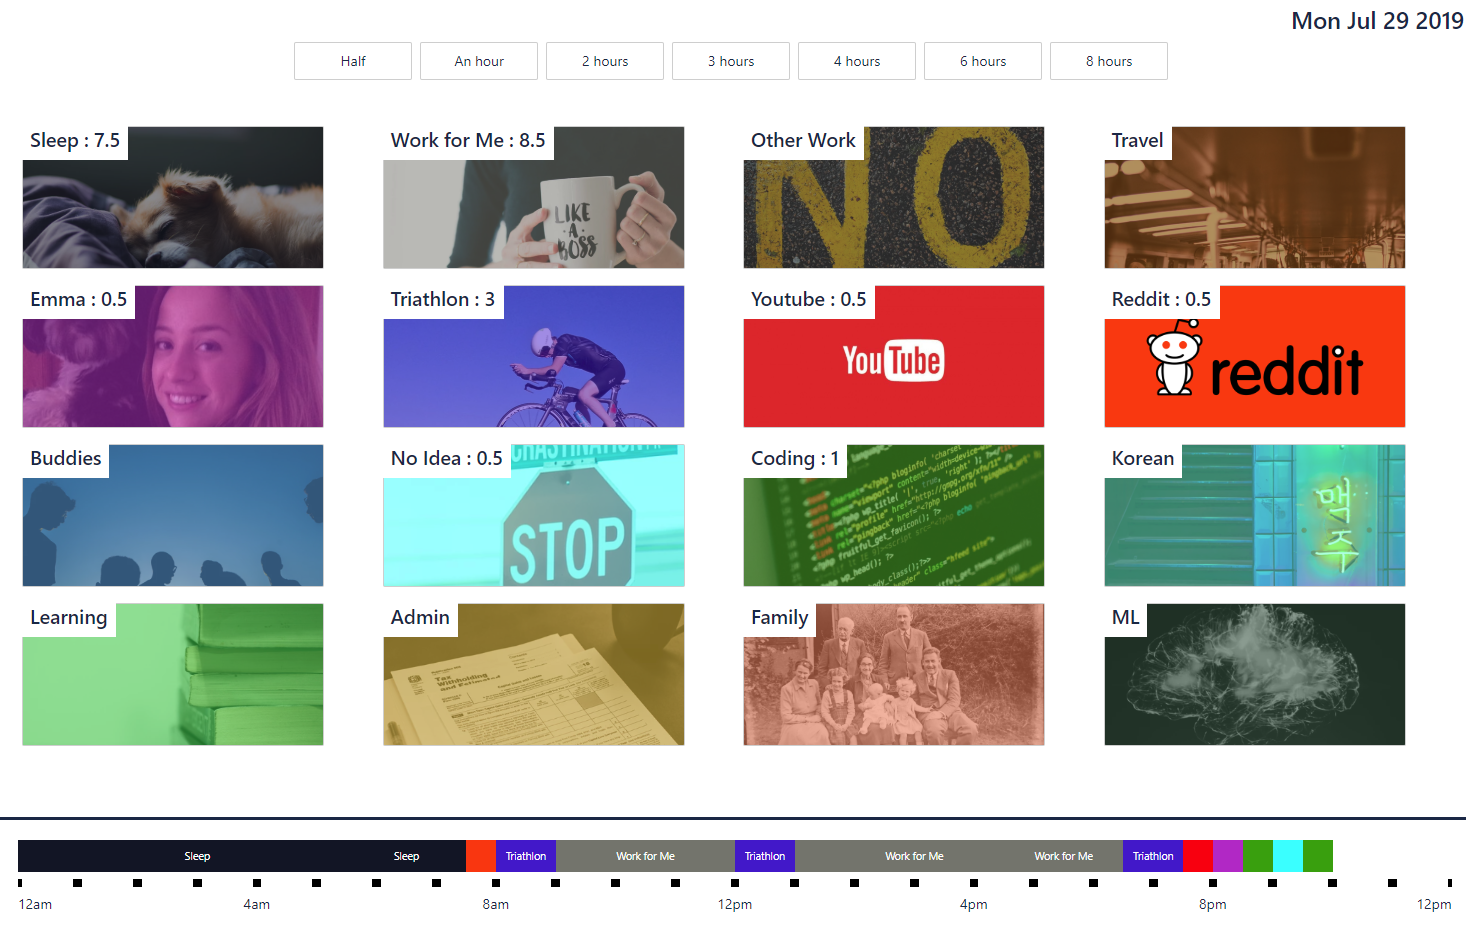 Mon Jul 29 2019
Half
An hour
2 hours
3 hours
4 hours
6 hours
8 hours
Sleep : 7.5
Work for Me : 8.5
LIKE
A
BOSS
Other Work
NO
Travel
Emma : 0.5
Triathlon : 3
Youtube : 0.5
YouTube
Reddit : 0.5
reddit
Buddies
No Idea : 0.5
STOP
Coding : 1
Korean
Learning
Admin
Tax
Withholding
and Estimated
Family
ML
Sleep
Sleep
Triathlon
Work for Me
Triathlon
Work for Me
Work for Me
Triathlon
12am
4am
8am
12pm
4pm
8pm
12pm